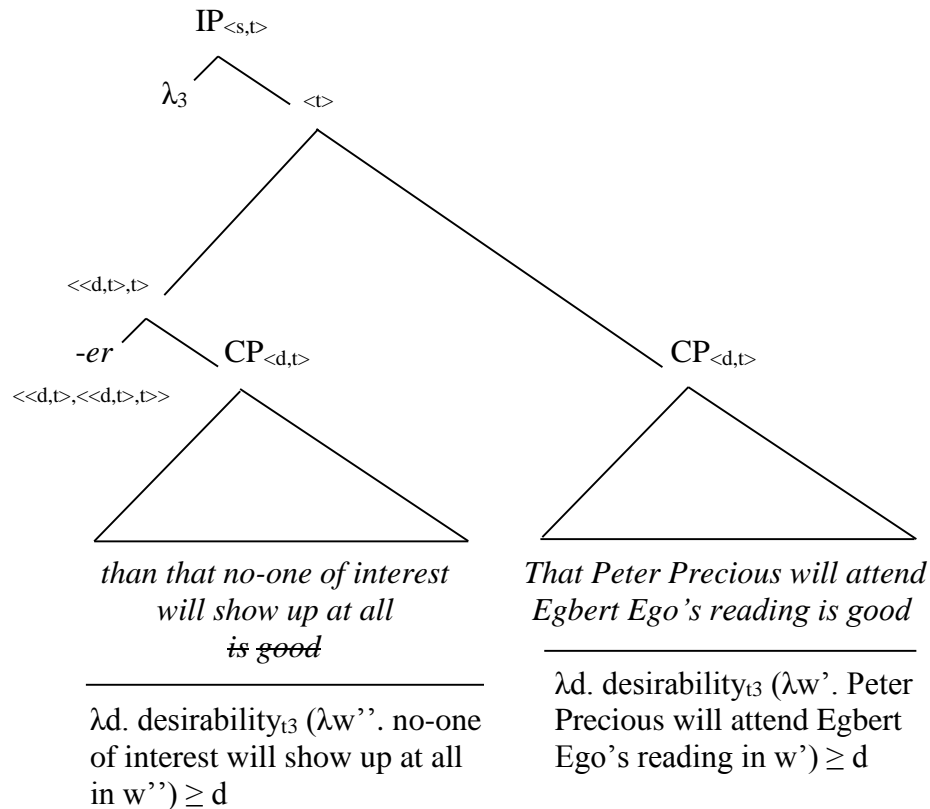 IP<s,t>
λ3
<t>
<<d,t>,t>
-er
CP<d,t>
CP<d,t>
<<d,t>,<<d,t>,t>>
than that no-one of interest
will show up at all
is good
That Peter Precious will attend
Egbert Ego’s reading is good
λd. desirabilityt3 (λw’’. no-one
of interest will show up at all
in w’’) ≥ d
λd. desirabilityt3 (λw’. Peter
Precious will attend Egbert
Ego’s reading in w’) ≥ d